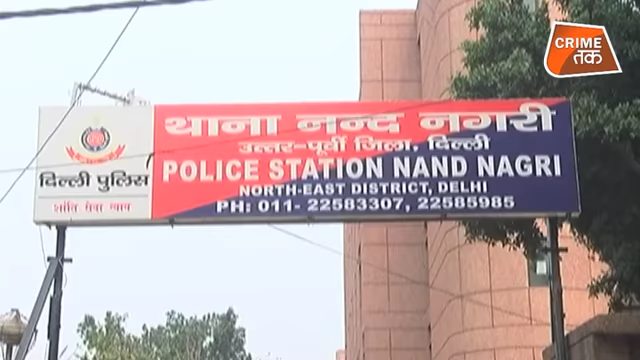 CRIME
तक
थाना नन्द नगरी
उत्तर-पूर्वी जिला, दिल्ली
POLICE STATION NAND NAGRI
NORTH-EAST DISTRICT, DELHI
PH: 011- 22583307, 22585985
दिल्ली पुलिस
शांति सेवा न्याय